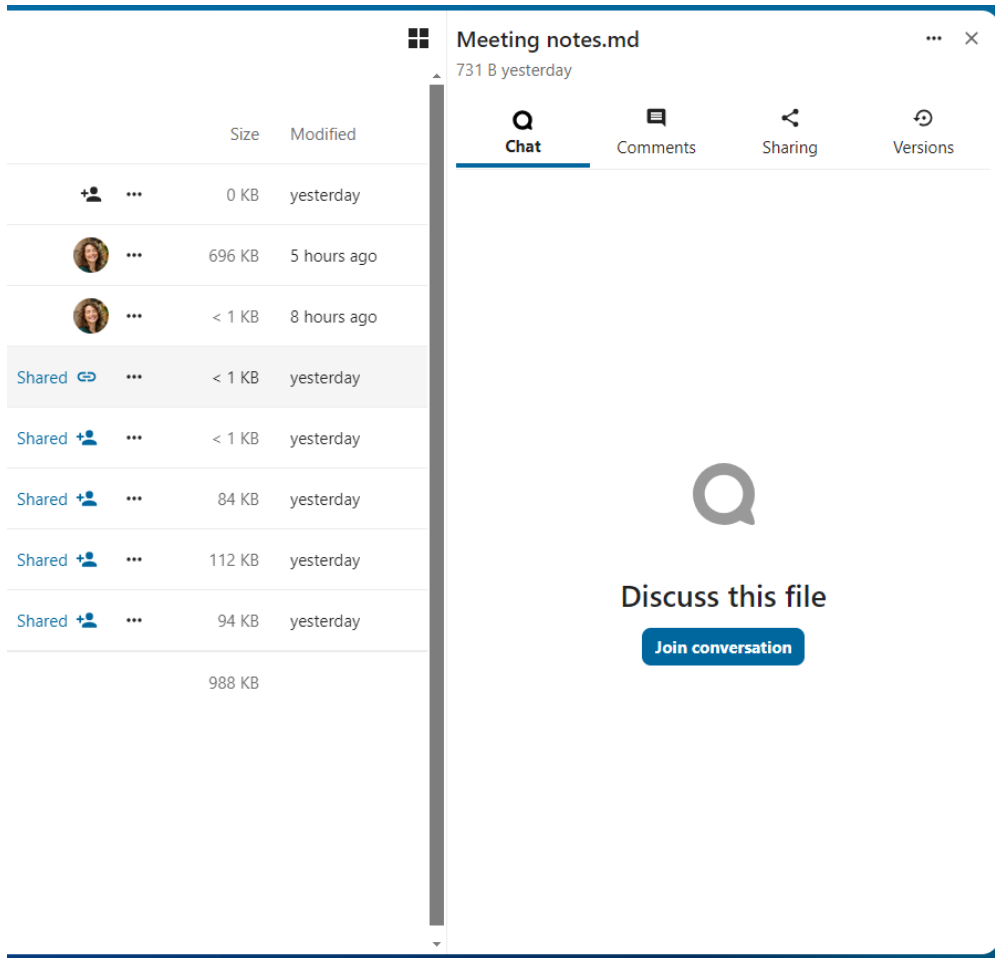 Meeting notes.md
731 B yesterday
Chat Comments Sharing Versions
Size Modified
0 KB yesterday
696 KB 5 hours ago
< 1 KB 8 hours ago
Shared < 1 KB yesterday
Shared < 1 KB yesterday
Shared 84 KB yesterday
Shared 112 KB yesterday
Shared 94 KB yesterday
988 KB
Discuss this file
Join conversation